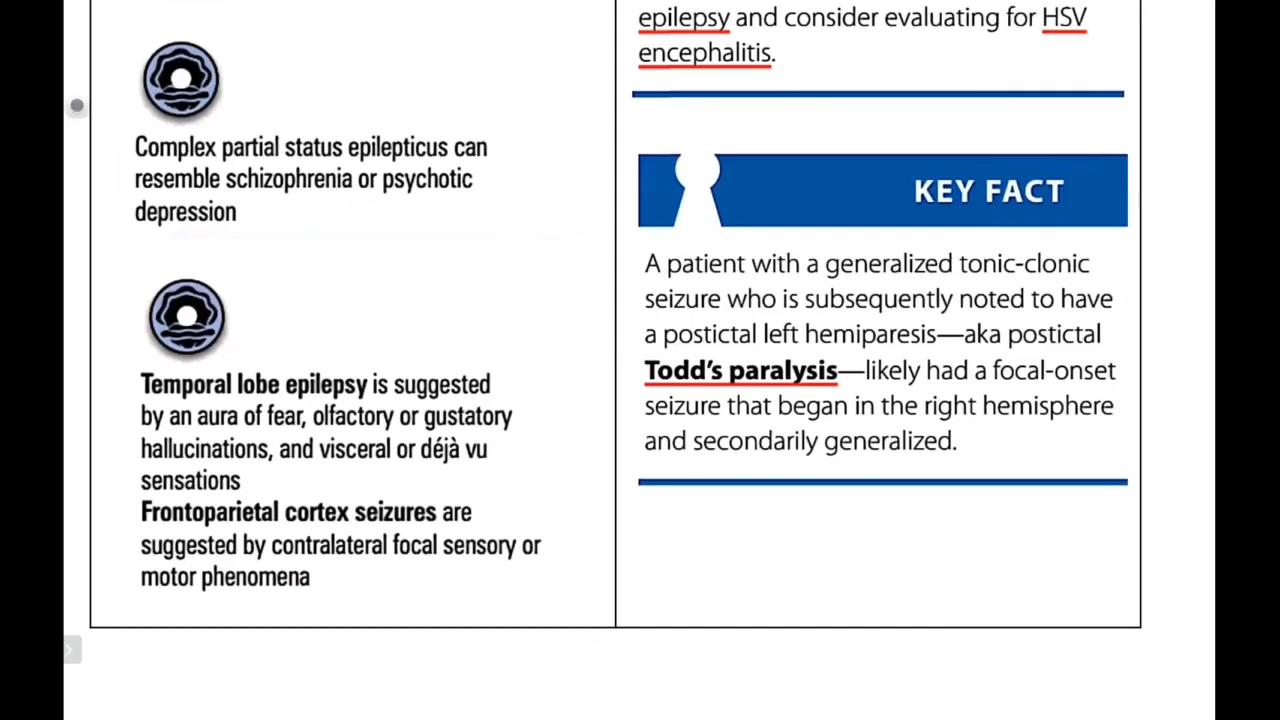 Complex partial status epilepticus can
resemble schizophrenia or psychotic
depression
Temporal lobe epilepsy is suggested
by an aura of fear, olfactory or gustatory
hallucinations, and visceral or déjà vu
sensations
Frontoparietal cortex seizures are
suggested by contralateral focal sensory or
motor phenomena
epilepsy and consider evaluating for HSV
encephalitis.
KEY FACT
A patient with a generalized tonic-clonic
seizure who is subsequently noted to have
a postictal left hemiparesis—aka postictal
Todd’s paralysis—likely had a focal-onset
seizure that began in the right hemisphere
and secondarily generalized.